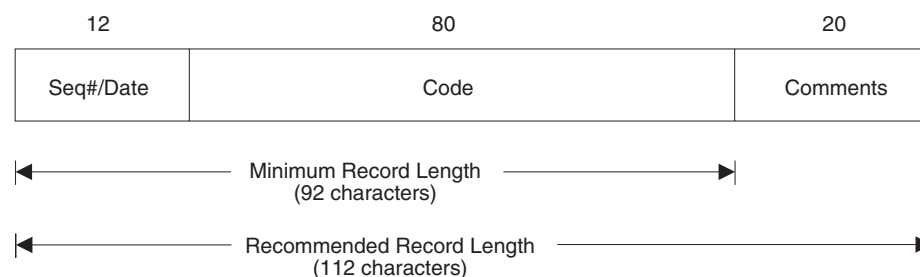 12 80 20
Seq#/Date Code Comments
Minimum Record Length
(92 characters)
Recommended Record Length
(112 characters)